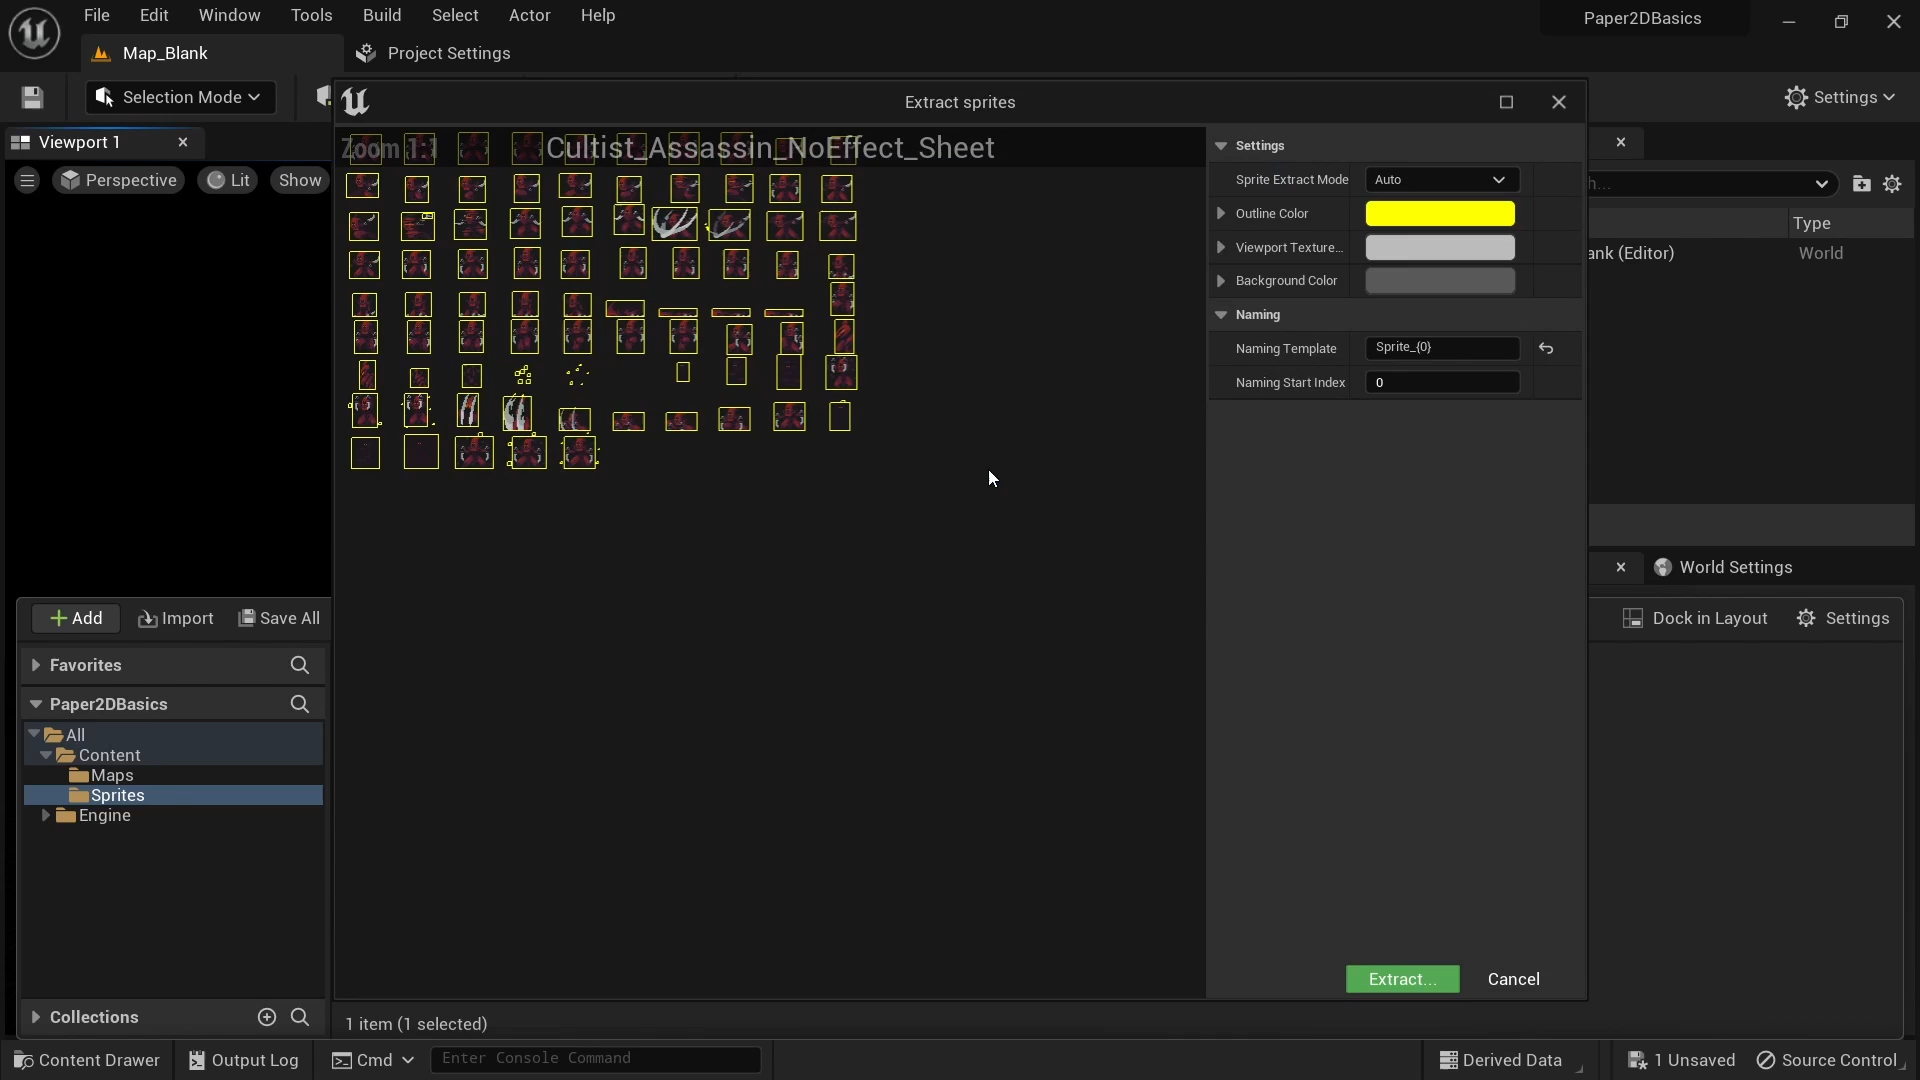 File Edit Window Tools Build Select Actor Help
Paper2DBasics
Map_Blank
Project Settings
Selection Mode
Extract sprites
Settings
Viewport 1
Zoom 1:1
Cultist_Assassin_NoEffect_Sheet
Settings
Perspective
Lit
Show
Sprite Extract Mode
Auto
h...
Outline Color
Type
Viewport Texture...
ank (Editor)
World
Background Color
Naming
Naming Template
Sprite_{0}
Naming Start Index
0
World Settings
Add
Import
Save All
Dock in Layout
Settings
Favorites
Paper2DBasics
All
Content
Maps
Sprites
Engine
Extract...
Cancel
Collections
1 item (1 selected)
Content Drawer
Output Log
Cmd
Enter Console Command
Derived Data
1 Unsaved
Source Control